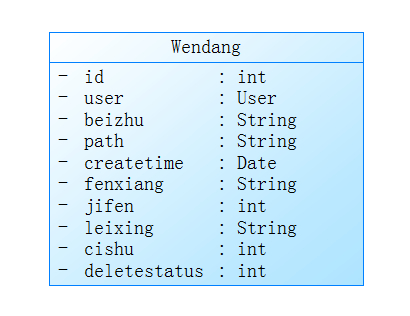 Wendang
- id : int
- user : User
- beizhu : String
- path : String
- createtime : Date
- fenxiang : String
- jifen : int
- leixing : String
- cishu : int
- deletestatus : int